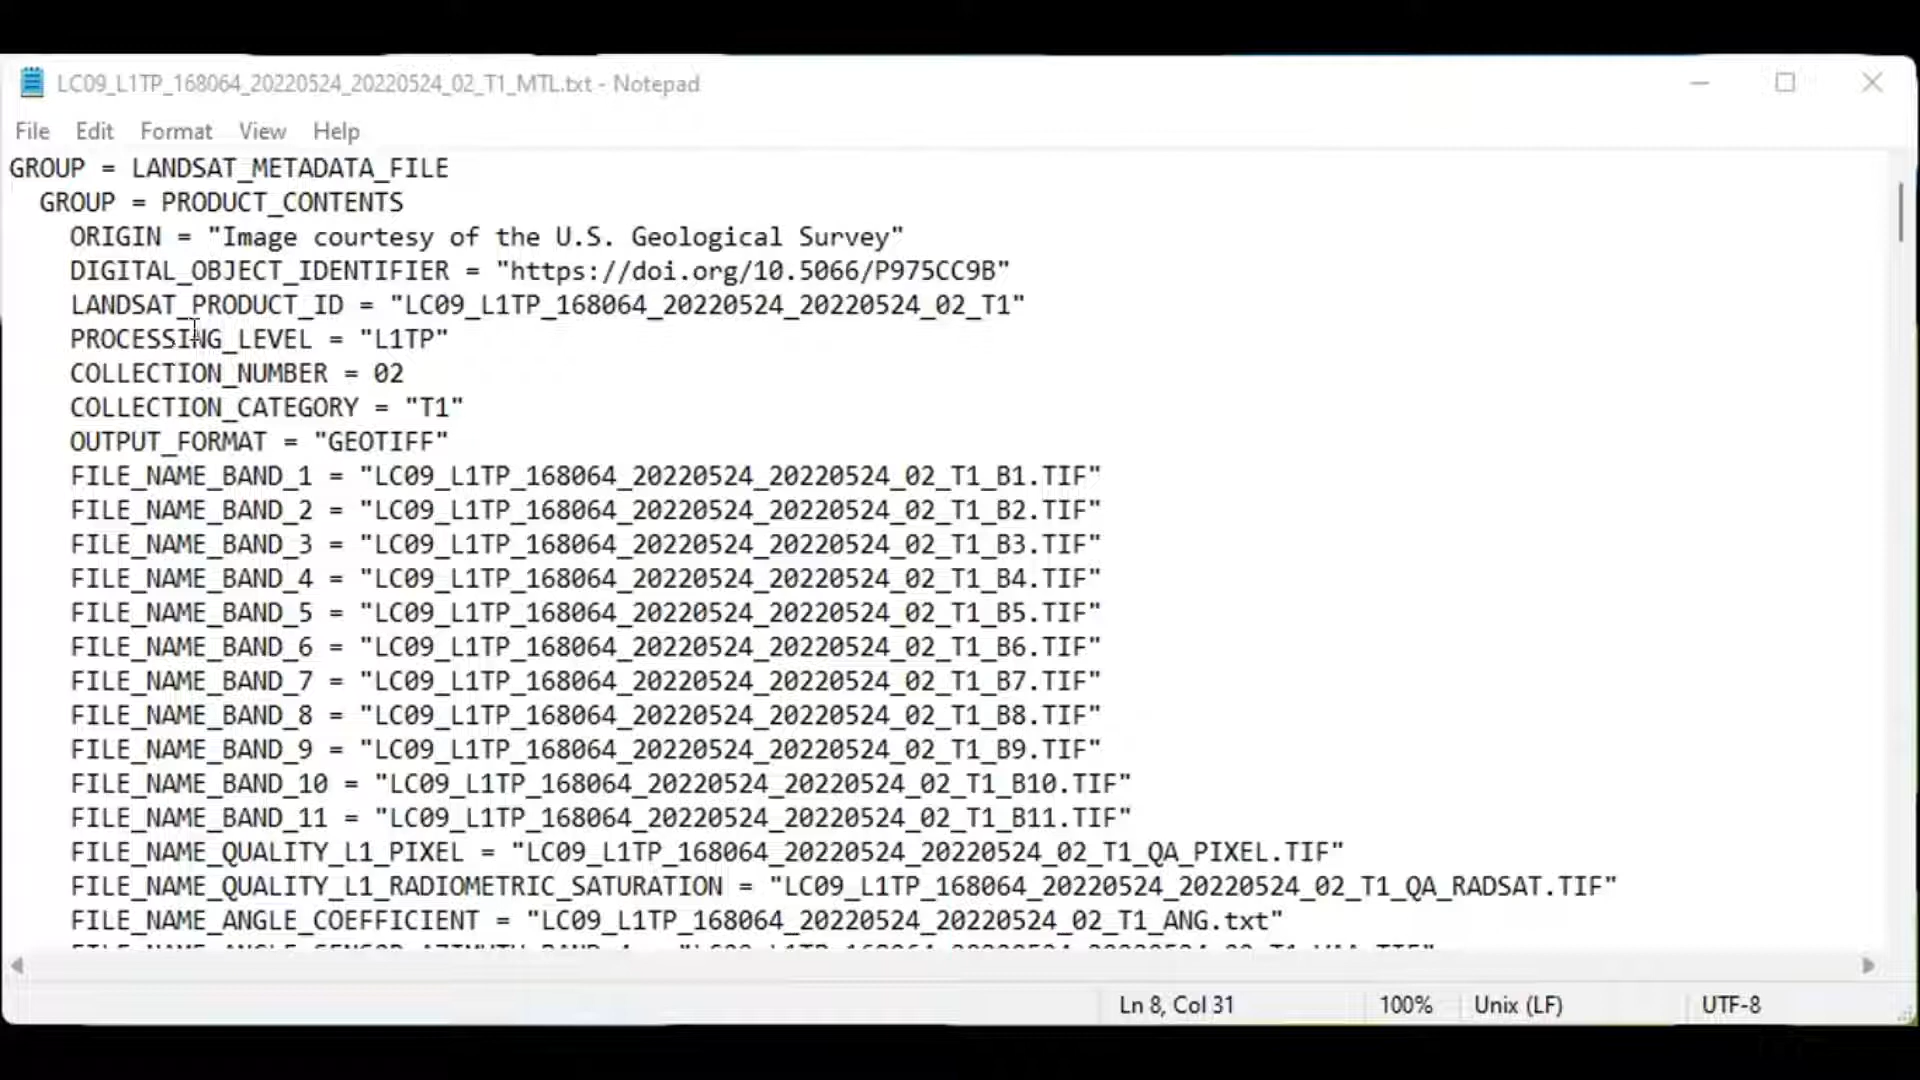 LC09_L1TP_168064_20220524_20220524_02_T1_MTL.txt - Notepad
File Edit Format View Help
GROUP = LANDSAT_METADATA_FILE
GROUP = PRODUCT_CONTENTS
ORIGIN = "Image courtesy of the U.S. Geological Survey"
DIGITAL_OBJECT_IDENTIFIER = "https://doi.org/10.5066/P975CC9B"
LANDSAT_PRODUCT_ID = "LC09_L1TP_168064_20220524_20220524_02_T1"
PROCESSING_LEVEL = "L1TP"
COLLECTION_NUMBER = 02
COLLECTION_CATEGORY = "T1"
OUTPUT_FORMAT = "GEOTIFF"
FILE_NAME_BAND_1 = "LC09_L1TP_168064_20220524_20220524_02_T1_B1.TIF"
FILE_NAME_BAND_2 = "LC09_L1TP_168064_20220524_20220524_02_T1_B2.TIF"
FILE_NAME_BAND_3 = "LC09_L1TP_168064_20220524_20220524_02_T1_B3.TIF"
FILE_NAME_BAND_4 = "LC09_L1TP_168064_20220524_20220524_02_T1_B4.TIF"
FILE_NAME_BAND_5 = "LC09_L1TP_168064_20220524_20220524_02_T1_B5.TIF"
FILE_NAME_BAND_6 = "LC09_L1TP_168064_20220524_20220524_02_T1_B6.TIF"
FILE_NAME_BAND_7 = "LC09_L1TP_168064_20220524_20220524_02_T1_B7.TIF"
FILE_NAME_BAND_8 = "LC09_L1TP_168064_20220524_20220524_02_T1_B8.TIF"
FILE_NAME_BAND_9 = "LC09_L1TP_168064_20220524_20220524_02_T1_B9.TIF"
FILE_NAME_BAND_10 = "LC09_L1TP_168064_20220524_20220524_02_T1_B10.TIF"
FILE_NAME_BAND_11 = "LC09_L1TP_168064_20220524_20220524_02_T1_B11.TIF"
FILE_NAME_QUALITY_L1_PIXEL = "LC09_L1TP_168064_20220524_20220524_02_T1_QA_PIXEL.TIF"
FILE_NAME_QUALITY_L1_RADIOMETRIC_SATURATION = "LC09_L1TP_168064_20220524_20220524_02_T1_QA_RADSAT.TIF"
FILE_NAME_ANGLE_COEFFICIENT = "LC09_L1TP_168064_20220524_20220524_02_T1_ANG.txt"
Ln 8, Col 31 100% Unix (LF) UTF-8